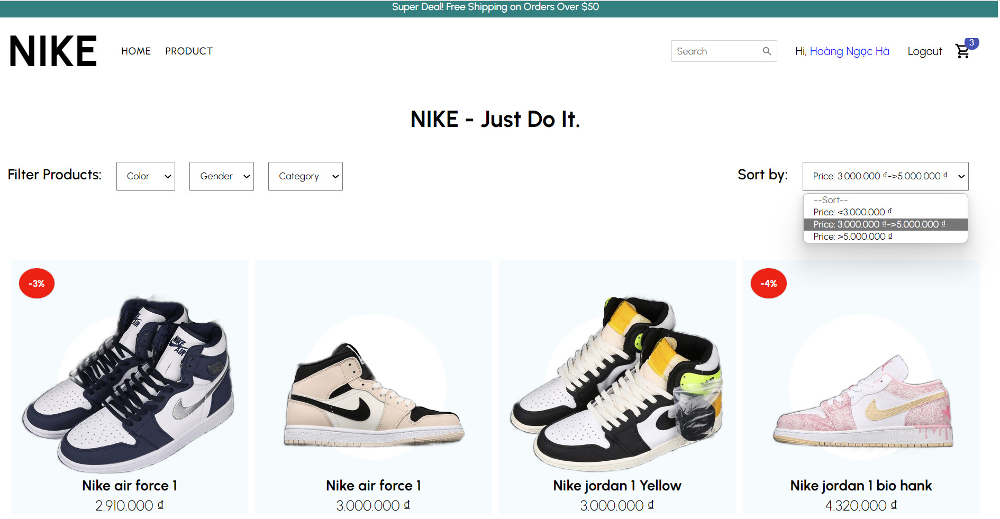 Super Deal! Free Shipping on Orders Over $50
NIKE HOME PRODUCT Search Hi, Hoàng Ngọc Hà Logout 3
NIKE - Just Do It.
Filter Products: Color Gender Category Sort by: Price: 3.000.000 ₫->5.000.000 ₫
--Sort--
Price: <3.000.000 ₫
Price: 3.000.000 ₫->5.000.000 ₫
Price: >5.000.000 ₫
-3% -4%
NIKE
AIR
NIKE
AIR
Nike air force 1 Nike air force 1 Nike jordan 1 Yellow Nike jordan 1 bio hank
2.910.000 ₫ 3.000.000 ₫ 3.000.000 ₫ 4.320.000 ₫